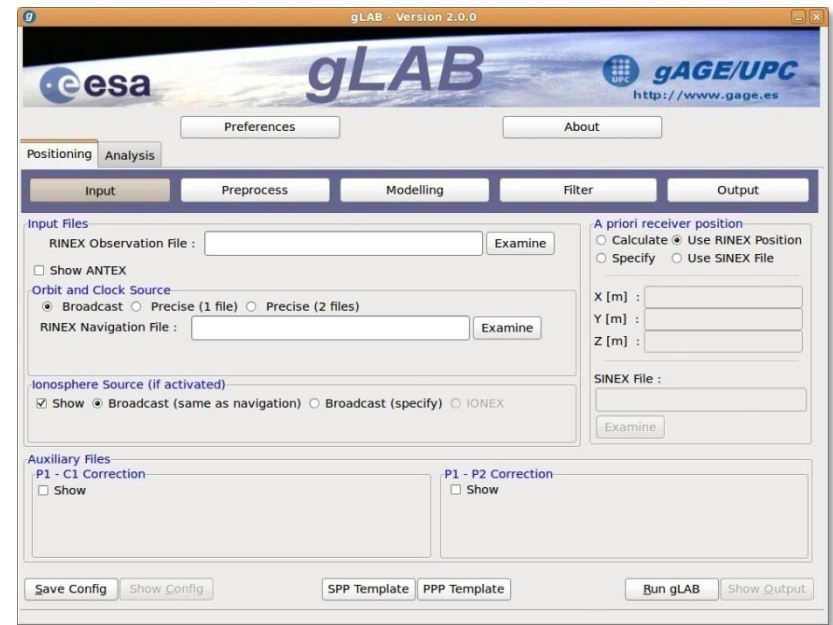 gLAB - Version 2.0.0
esa
gLAB
UPC
gAGE/UPC
http://www.gage.es
Preferences
About
Positioning
Analysis
Input
Preprocess
Modelling
Filter
Output
Input Files
RINEX Observation File :
Examine
Show ANTEX
Orbit and Clock Source
Broadcast
Precise (1 file)
Precise (2 files)
RINEX Navigation File :
Examine
Ionosphere Source (if activated)
Show
Broadcast (same as navigation)
Broadcast (specify)
IONEX
A priori receiver position
Calculate
Use RINEX Position
Specify
Use SINEX File
X [m] :
Y [m] :
Z [m] :
SINEX File :
Examine
Auxiliary Files
P1 - C1 Correction
Show
P1 - P2 Correction
Show
Save Config
Show Config
SPP Template
PPP Template
Run gLAB
Show Output